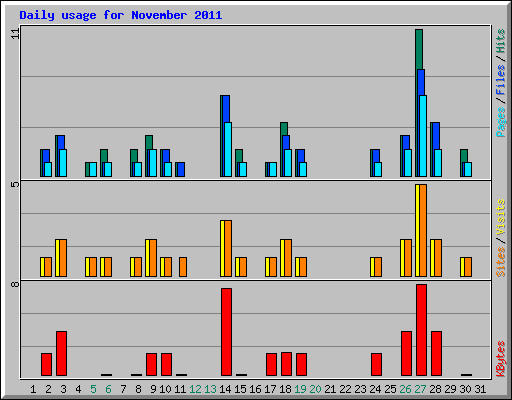 Daily usage for November 2011
11
Pages / Files / Hits
5
Sites / Visits
8
KBytes
1 2 3 4 5 6 7 8 9 10 11 12 13 14 15 16 17 18 19 20 21 22 23 24 25 26 27 28 29 30 31